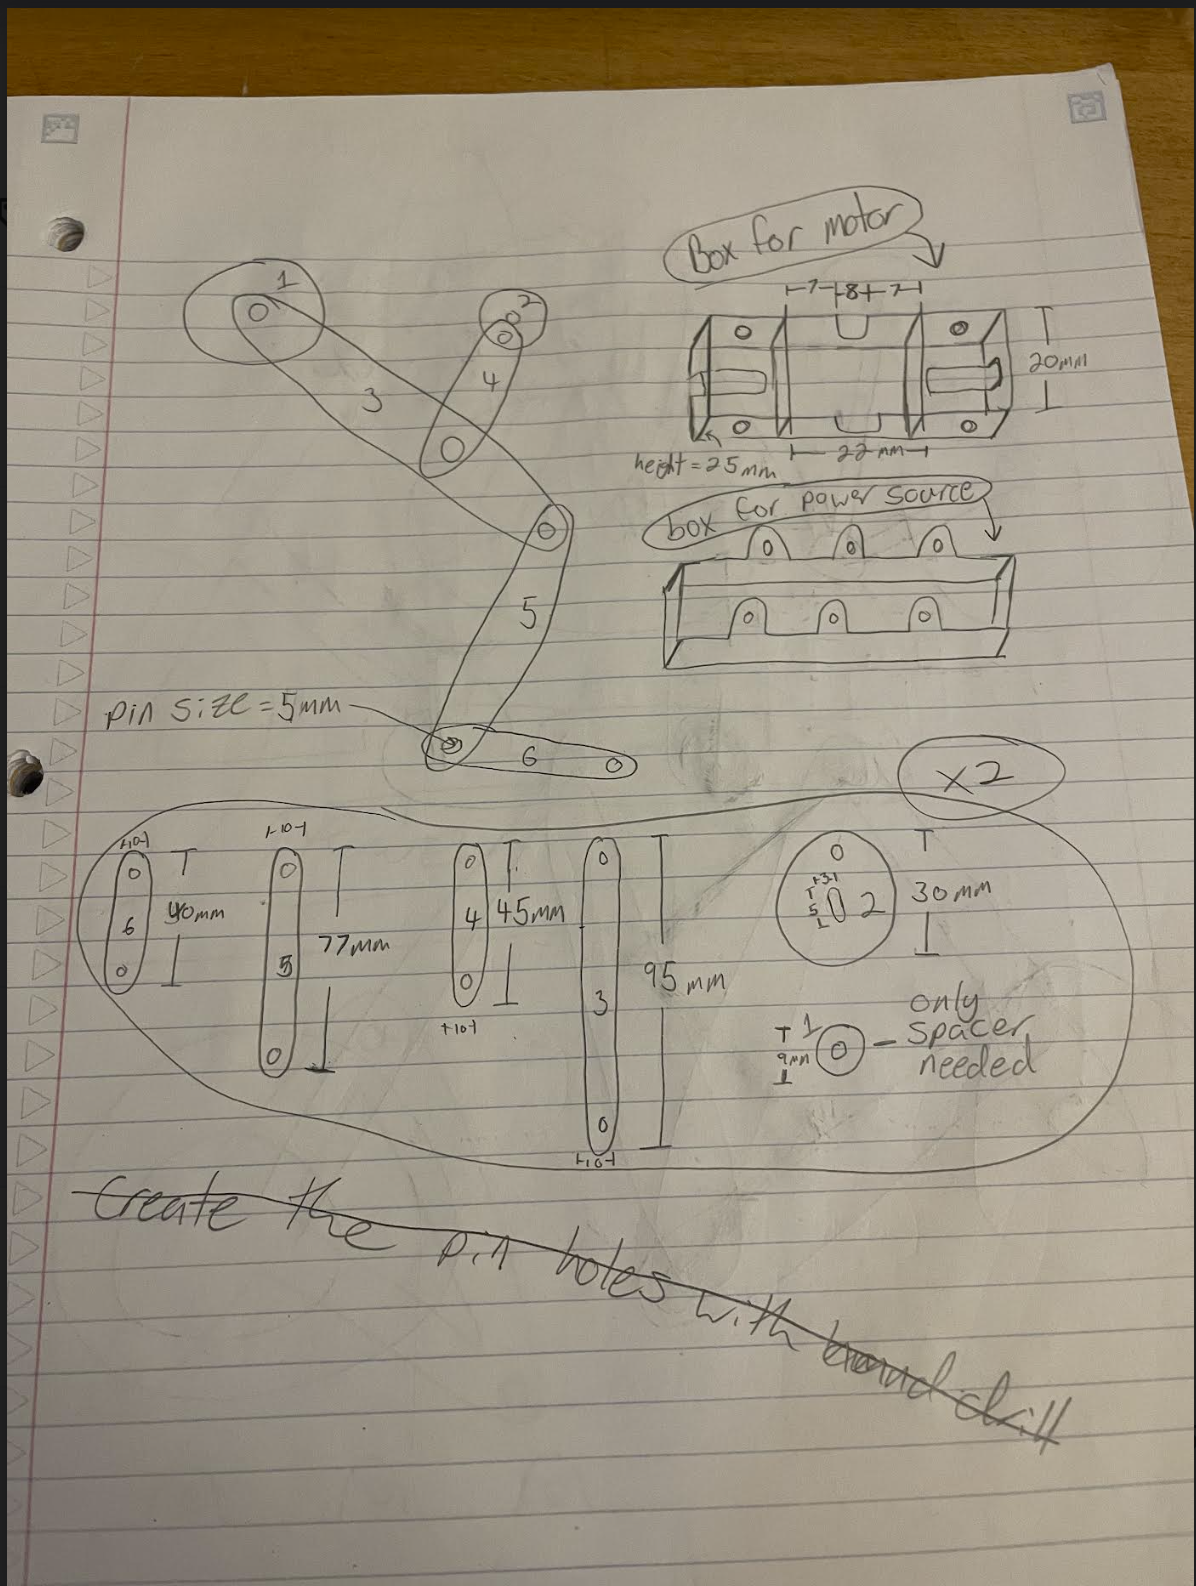 Box for motor
1
2
⊢7⊣⊢8⊣⊢7⊣
4
20mm
3
22 mm
height = 25mm
box for power source
5
pin size = 5mm
6
x2
⊢10⊣
⊢10⊣
6
40mm
5
77mm
4
45mm
3
95 mm
⊢3⊣
5
2
30mm
⊢10⊣
⊢10⊣
1
9mm
only
spacer
needed
Create the pin holes with hand drill